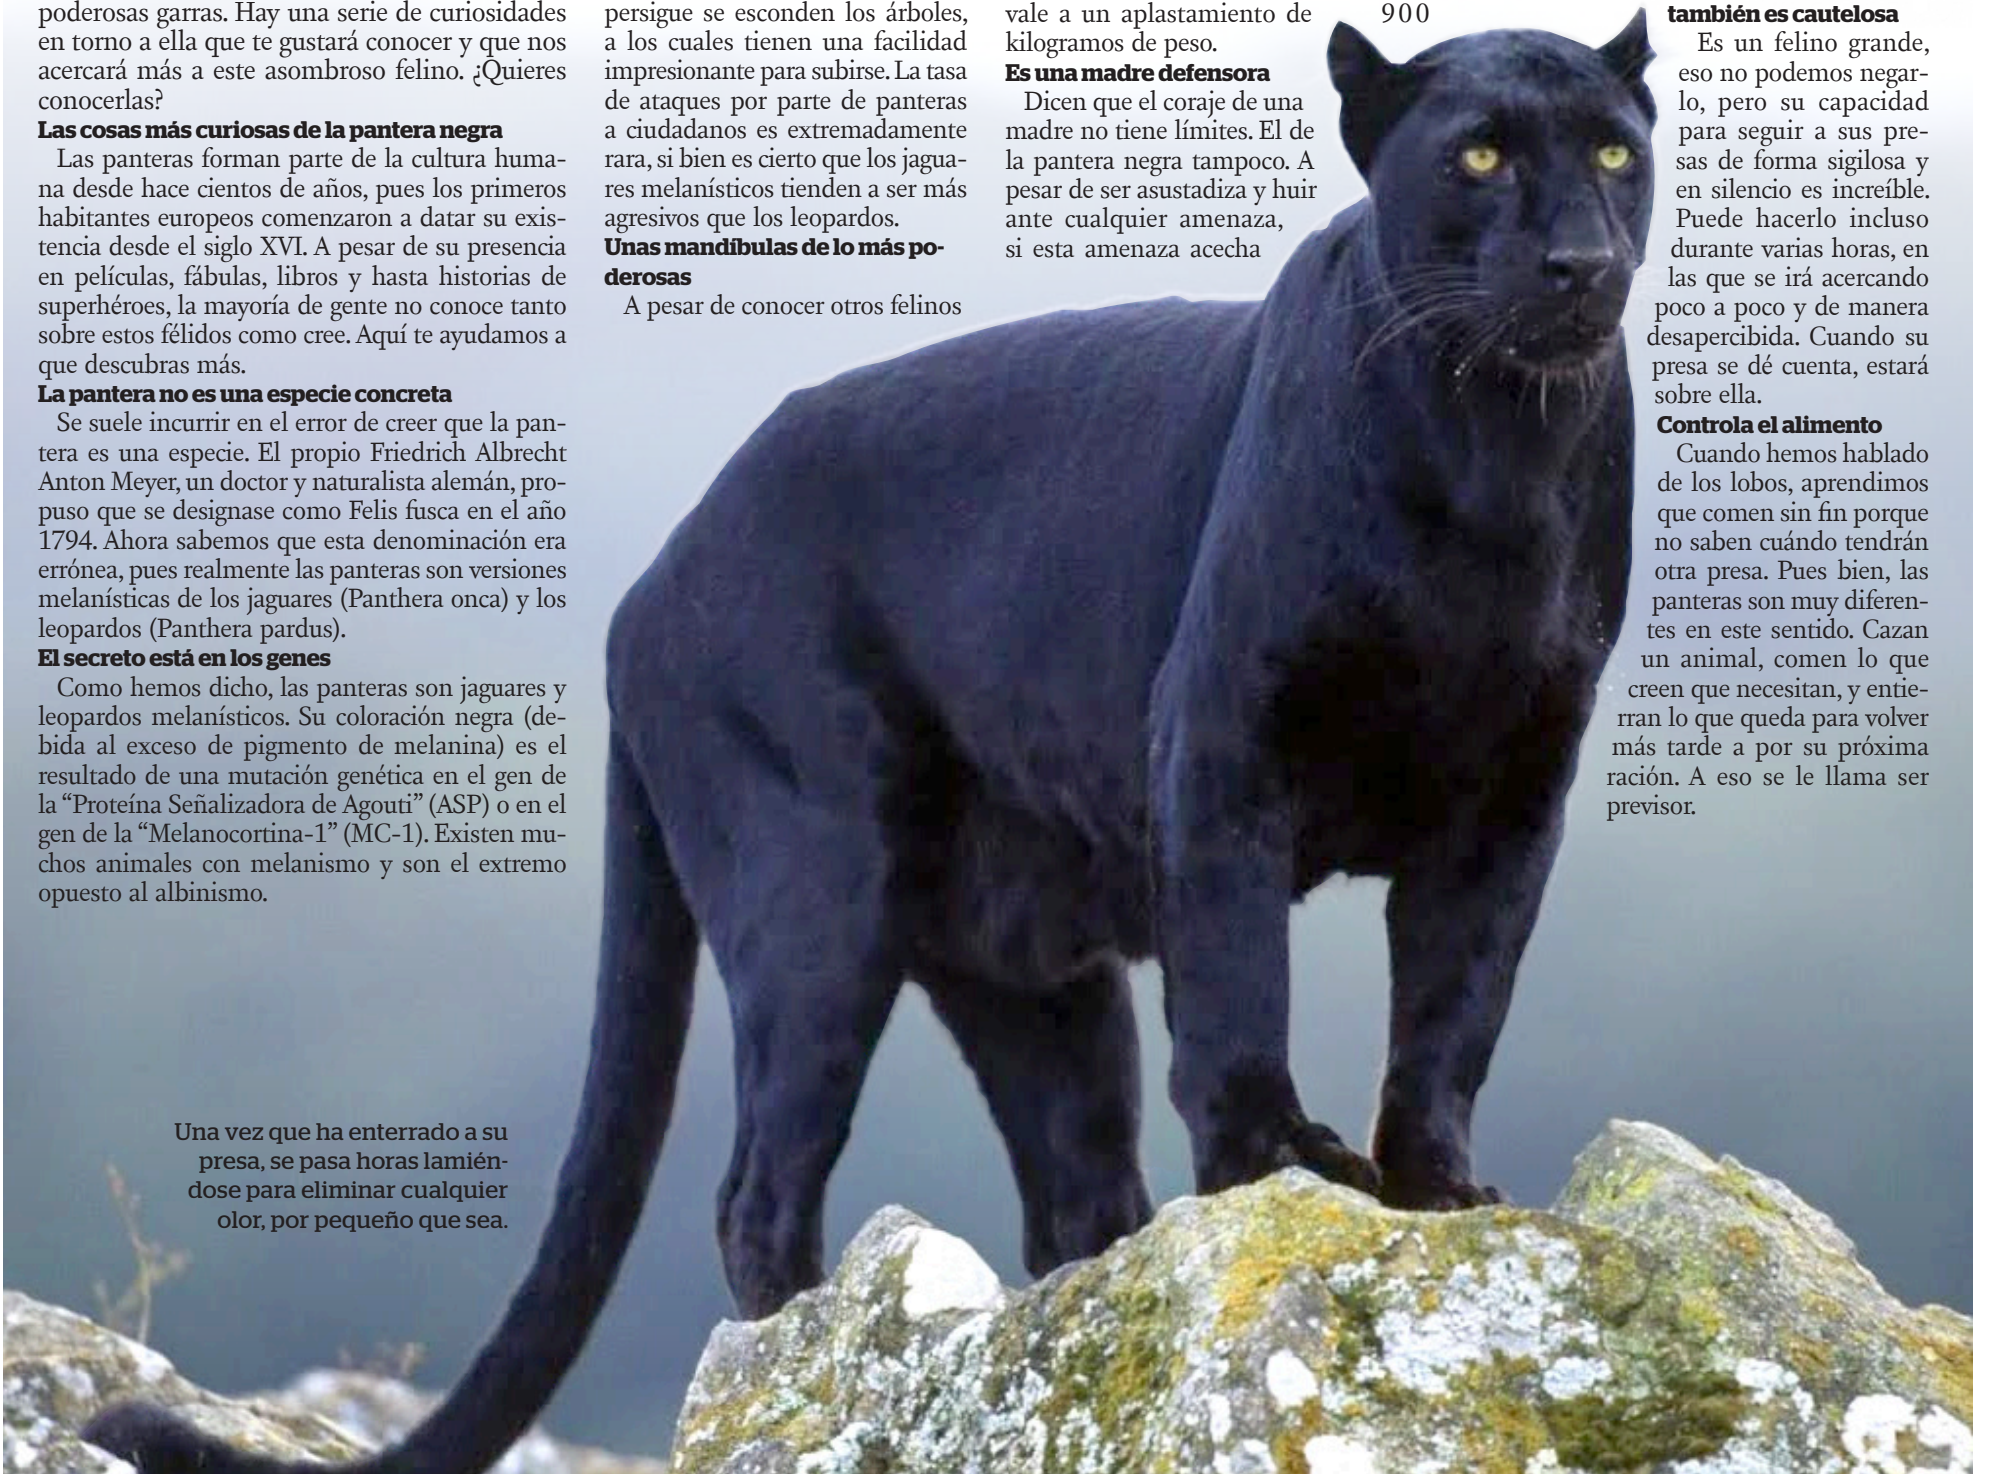 poderosas garras. Hay una serie de curiosidades
en torno a ella que te gustará conocer y que nos
acercará más a este asombroso felino. ¿Quieres
conocerlas?
Las cosas más curiosas de la pantera negra
Las panteras forman parte de la cultura huma-
na desde hace cientos de años, pues los primeros
habitantes europeos comenzaron a datar su exis-
tencia desde el siglo XVI. A pesar de su presencia
en películas, fábulas, libros y hasta historias de
superhéroes, la mayoría de gente no conoce tanto
sobre estos félidos como cree. Aquí te ayudamos a
que descubras más.
La pantera no es una especie concreta
Se suele incurrir en el error de creer que la pan-
tera es una especie. El propio Friedrich Albrecht
Anton Meyer, un doctor y naturalista alemán, pro-
puso que se designase como Felis fusca en el año
1794. Ahora sabemos que esta denominación era
errónea, pues realmente las panteras son versiones
melanísticas de los jaguares (Panthera onca) y los
leopardos (Panthera pardus).
El secreto está en los genes
Como hemos dicho, las panteras son jaguares y
leopardos melanísticos. Su coloración negra (de-
bida al exceso de pigmento de melanina) es el
resultado de una mutación genética en el gen de
la “Proteína Señalizadora de Agouti” (ASP) o en el
gen de la “Melanocortina-1” (MC-1). Existen mu-
chos animales con melanismo y son el extremo
opuesto al albinismo.
persigue se esconden los árboles,
a los cuales tienen una facilidad
impresionante para subirse. La tasa
de ataques por parte de panteras
a ciudadanos es extremadamente
rara, si bien es cierto que los jagua-
res melanísticos tienden a ser más
agresivos que los leopardos.
Unas mandíbulas de lo más po-
derosas
A pesar de conocer otros felinos
vale a un aplastamiento de 900
kilogramos de peso.
Es una madre defensora
Dicen que el coraje de una
madre no tiene límites. El de
la pantera negra tampoco. A
pesar de ser asustadiza y huir
ante cualquier amenaza,
si esta amenaza acecha
también es cautelosa
Es un felino grande,
eso no podemos negar-
lo, pero su capacidad
para seguir a sus pre-
sas de forma sigilosa y
en silencio es increíble.
Puede hacerlo incluso
durante varias horas, en
las que se irá acercando
poco a poco y de manera
desapercibida. Cuando su
presa se dé cuenta, estará
sobre ella.
Controla el alimento
Cuando hemos hablado
de los lobos, aprendimos
que comen sin fin porque
no saben cuándo tendrán
otra presa. Pues bien, las
panteras son muy diferen-
tes en este sentido. Cazan
un animal, comen lo que
creen que necesitan, y entie-
rran lo que queda para volver
más tarde a por su próxima
ración. A eso se le llama ser
previsor.
Una vez que ha enterrado a su
presa, se pasa horas lamién-
dose para eliminar cualquier
olor, por pequeño que sea.